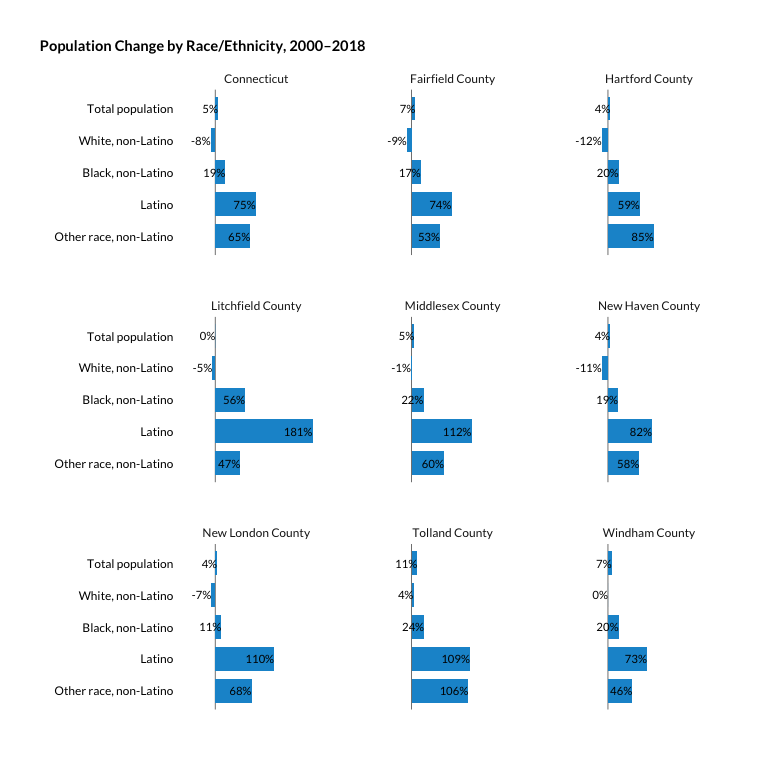 Population Change by Race/Ethnicity, 2000–2018
Connecticut Fairfield County Hartford County
Total population 5% 7% 4%
White, non-Latino -8% -9% -12%
Black, non-Latino 19% 17% 20%
Latino 75% 74% 59%
Other race, non-Latino 65% 53% 85%
Litchfield County Middlesex County New Haven County
Total population 0% 5% 4%
White, non-Latino -5% -1% -11%
Black, non-Latino 56% 22% 19%
Latino 181% 112% 82%
Other race, non-Latino 47% 60% 58%
New London County Tolland County Windham County
Total population 4% 11% 7%
White, non-Latino -7% 4% 0%
Black, non-Latino 11% 24% 20%
Latino 110% 109% 73%
Other race, non-Latino 68% 106% 46%